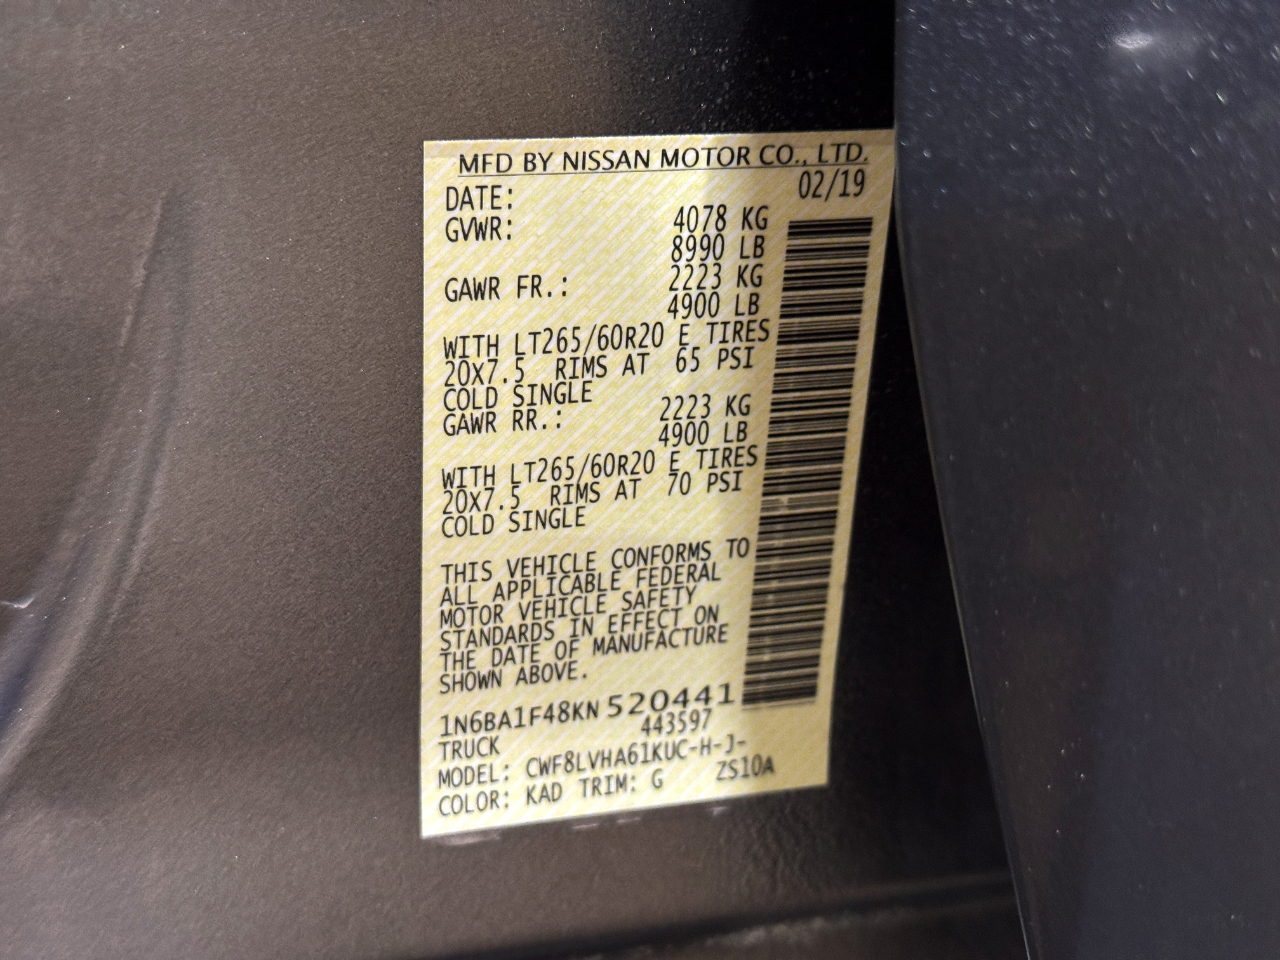 MFD BY NISSAN MOTOR CO., LTD.
DATE: 02/19
GVWR: 4078 KG
8990 LB
GAWR FR.: 2223 KG
4900 LB
WITH LT265/60R20 E TIRES
20X7.5 RIMS AT 65 PSI
COLD SINGLE
GAWR RR.: 2223 KG
4900 LB
WITH LT265/60R20 E TIRES
20X7.5 RIMS AT 70 PSI
COLD SINGLE
THIS VEHICLE CONFORMS TO
ALL APPLICABLE FEDERAL
MOTOR VEHICLE SAFETY
STANDARDS IN EFFECT ON
THE DATE OF MANUFACTURE
SHOWN ABOVE.
1N6BA1F48KN 520441
TRUCK 443597
MODEL: CWF8LVHA61KUC-H-J-
COLOR: KAD TRIM: G ZS10A